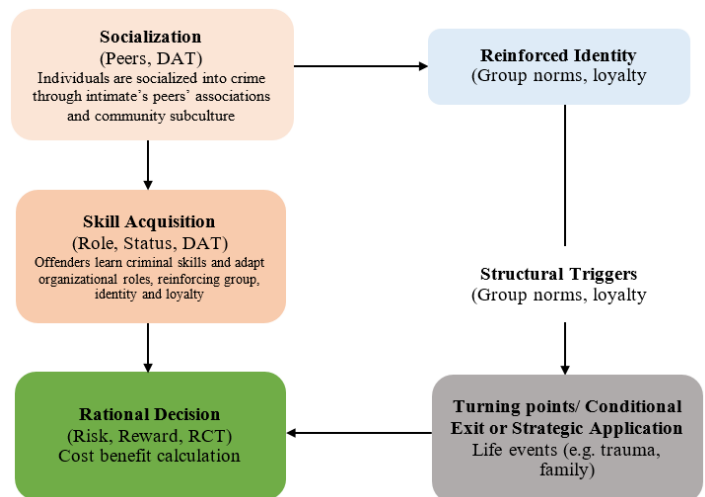 Socialization
(Peers, DAT)
Individuals are socialized into crime
through intimate’s peers’ associations
and community subculture
Reinforced Identity
(Group norms, loyalty
Skill Acquisition
(Role, Status, DAT)
Offenders learn criminal skills and adapt
organizational roles, reinforcing group,
identity and loyalty
Structural Triggers
(Group norms, loyalty
Rational Decision
(Risk, Reward, RCT)
Cost benefit calculation
Turning points/ Conditional
Exit or Strategic Application
Life events (e.g. trauma,
family)